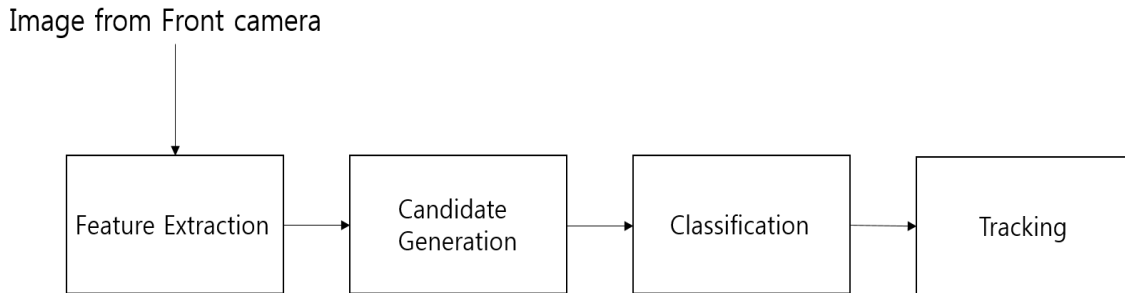 Image from Front camera
Feature Extraction
Candidate
Generation
Classification
Tracking